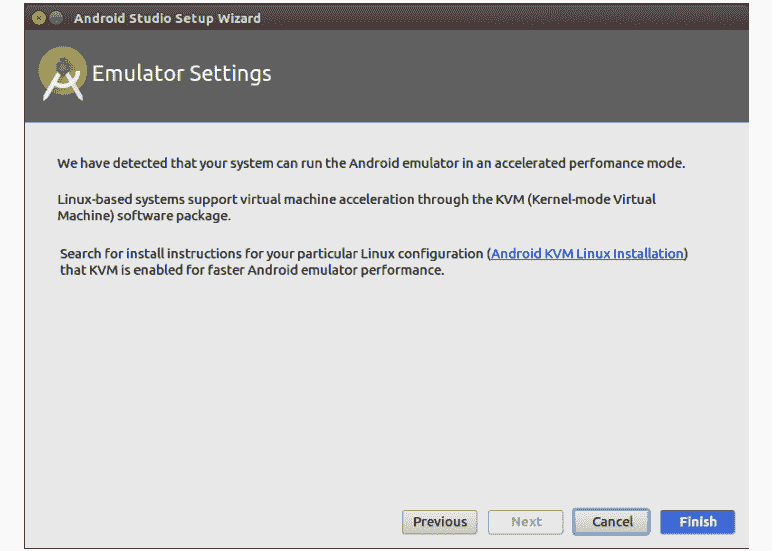 Android Studio Setup Wizard
Emulator Settings
We have detected that your system can run the Android emulator in an accelerated perfomance mode.
Linux-based systems support virtual machine acceleration through the KVM (Kernel-mode Virtual
Machine) software package.
Search for install instructions for your particular Linux configuration (Android KVM Linux Installation)
that KVM is enabled for faster Android emulator performance.
Previous Next Cancel Finish